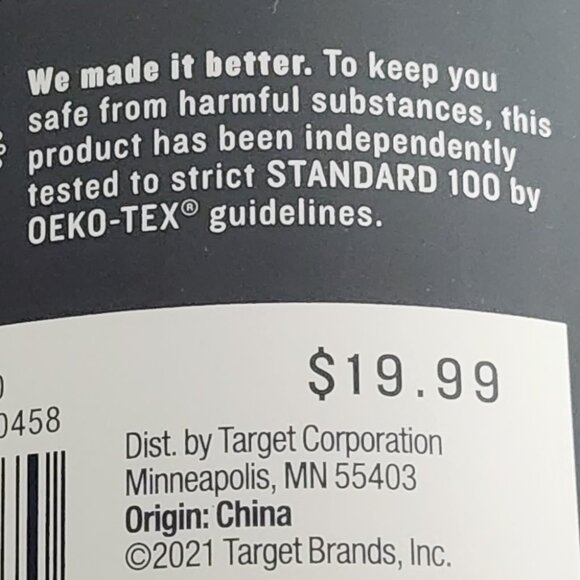 We made it better. To keep you
safe from harmful substances, this
product has been independently
tested to strict STANDARD 100 by
OEKO-TEX® guidelines.
$19.99
0458
Dist. by Target Corporation
Minneapolis, MN 55403
Origin: China
©2021 Target Brands, Inc.